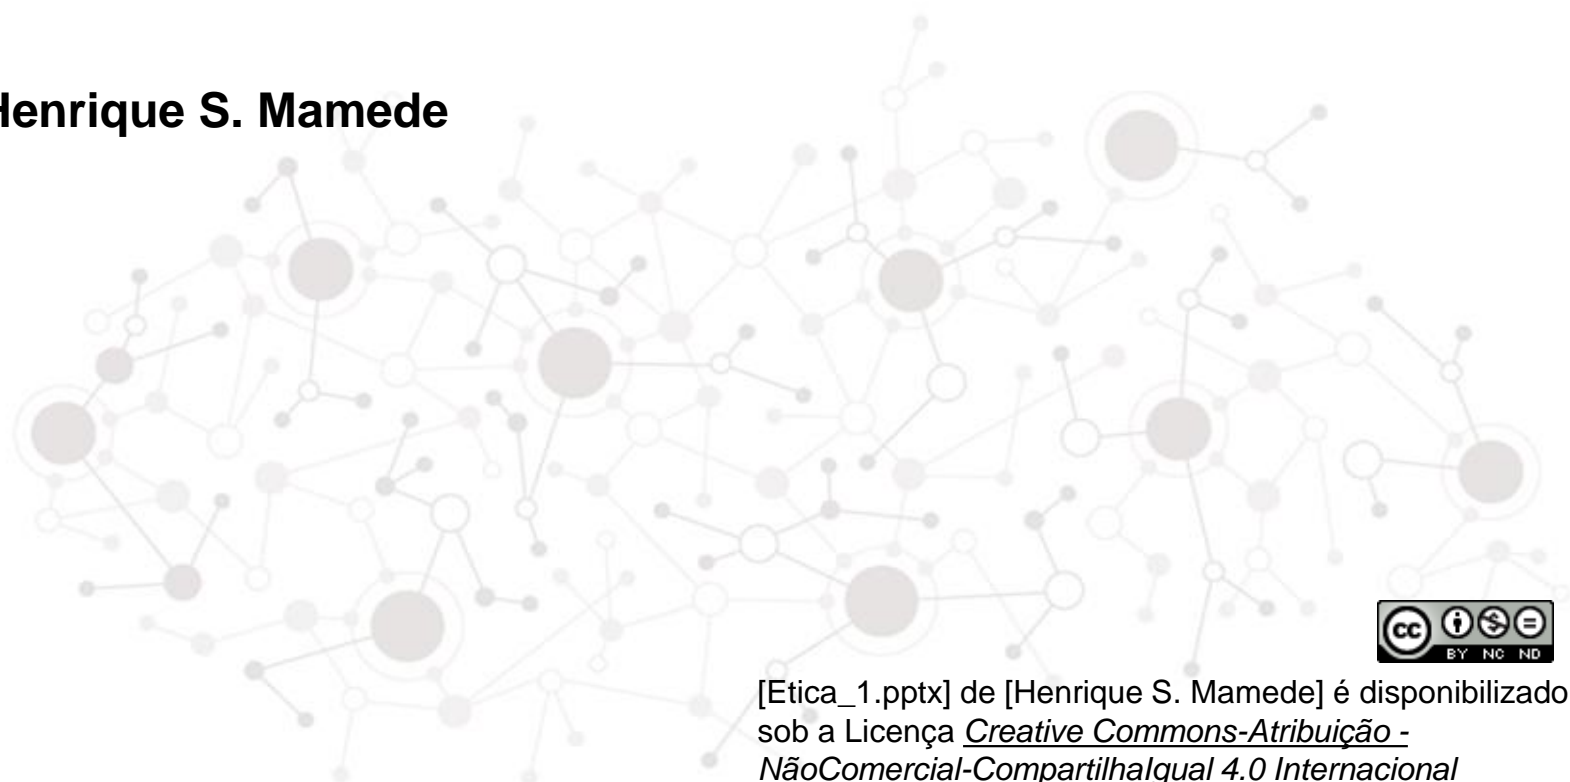 Henrique S. Mamede
cc
BY NC ND
[Etica_1.pptx] de [Henrique S. Mamede] é disponibilizado
sob a Licença Creative Commons-Atribuição -
NãoComercial-CompartilhaIgual 4.0 Internacional